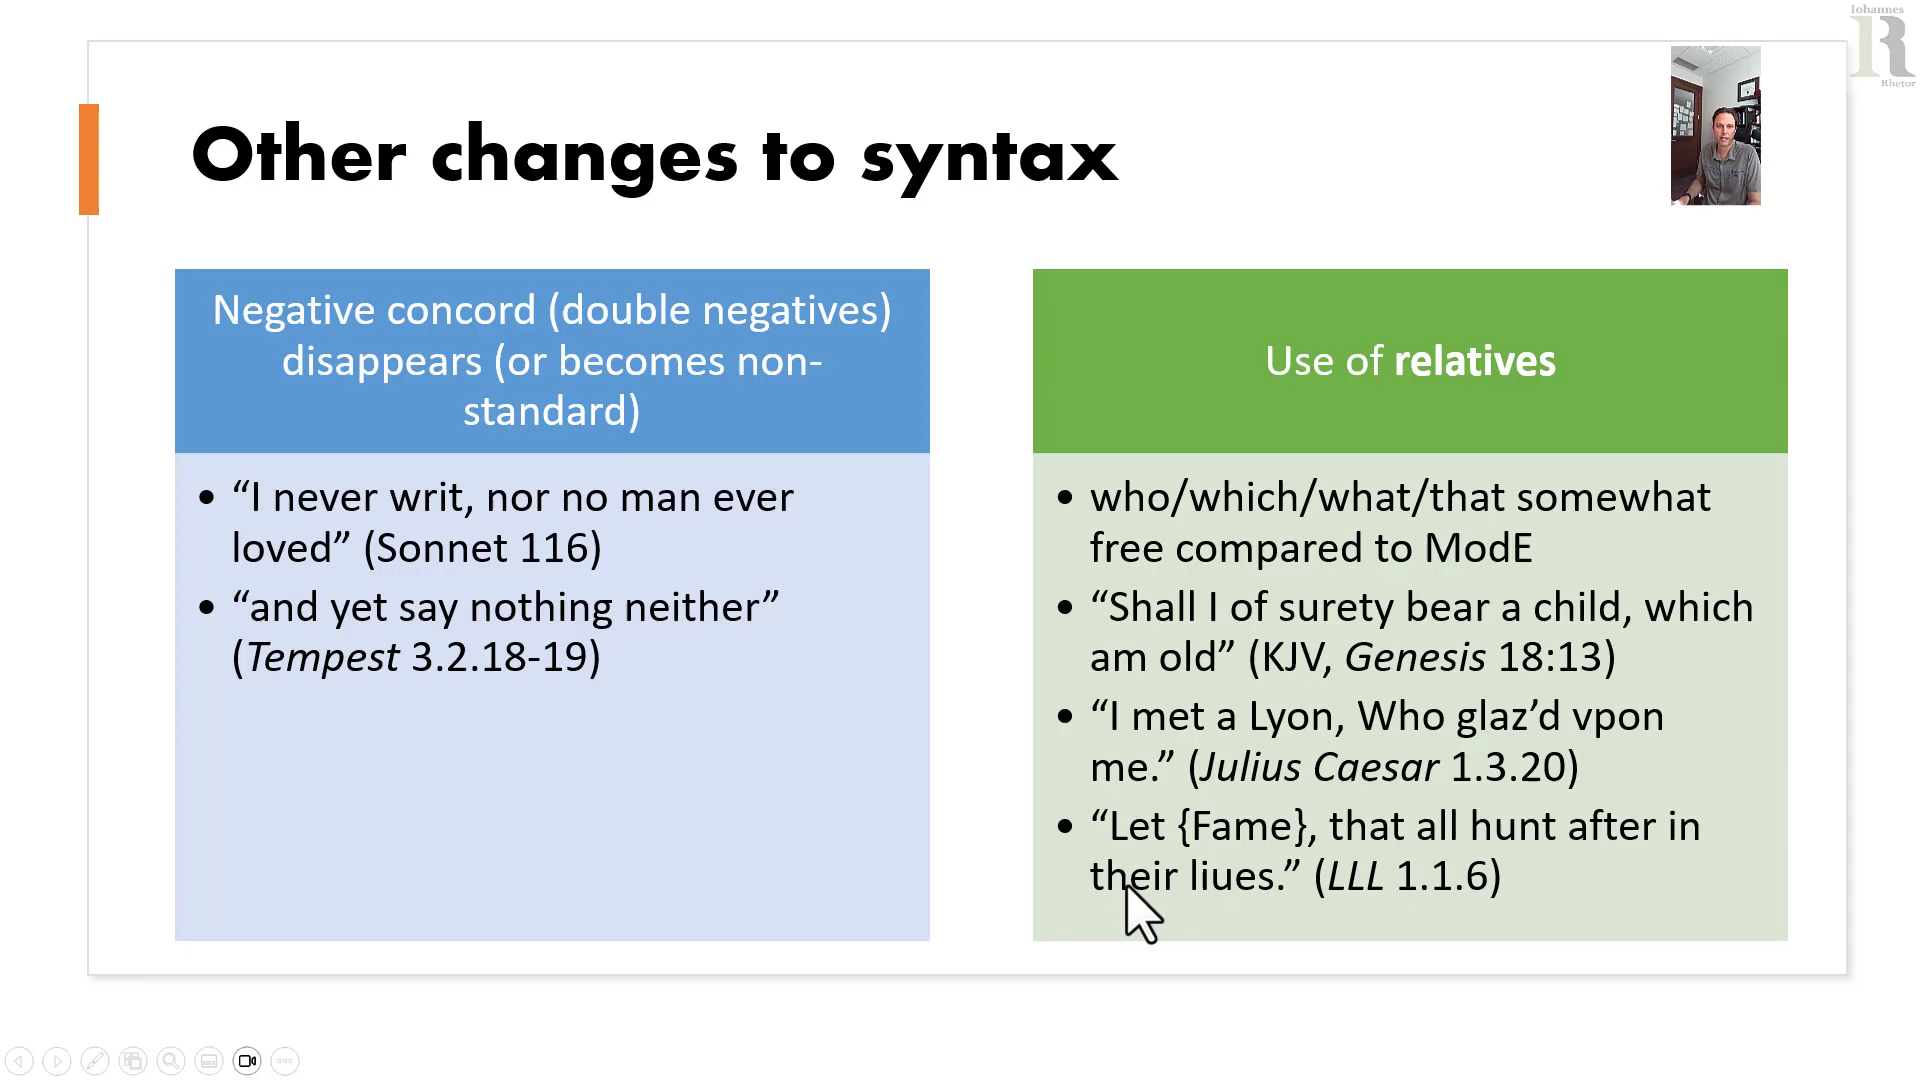 Iohannes
R
Rhetor
Other changes to syntax
Negative concord (double negatives)
disappears (or becomes non-
standard)
• “I never writ, nor no man ever
loved” (Sonnet 116)
• “and yet say nothing neither”
(Tempest 3.2.18-19)
Use of relatives
• who/which/what/that somewhat
free compared to ModE
• “Shall I of surety bear a child, which
am old” (KJV, Genesis 18:13)
• “I met a Lyon, Who glaz’d vpon
me.” (Julius Caesar 1.3.20)
• “Let {Fame}, that all hunt after in
their liues.” (LLL 1.1.6)